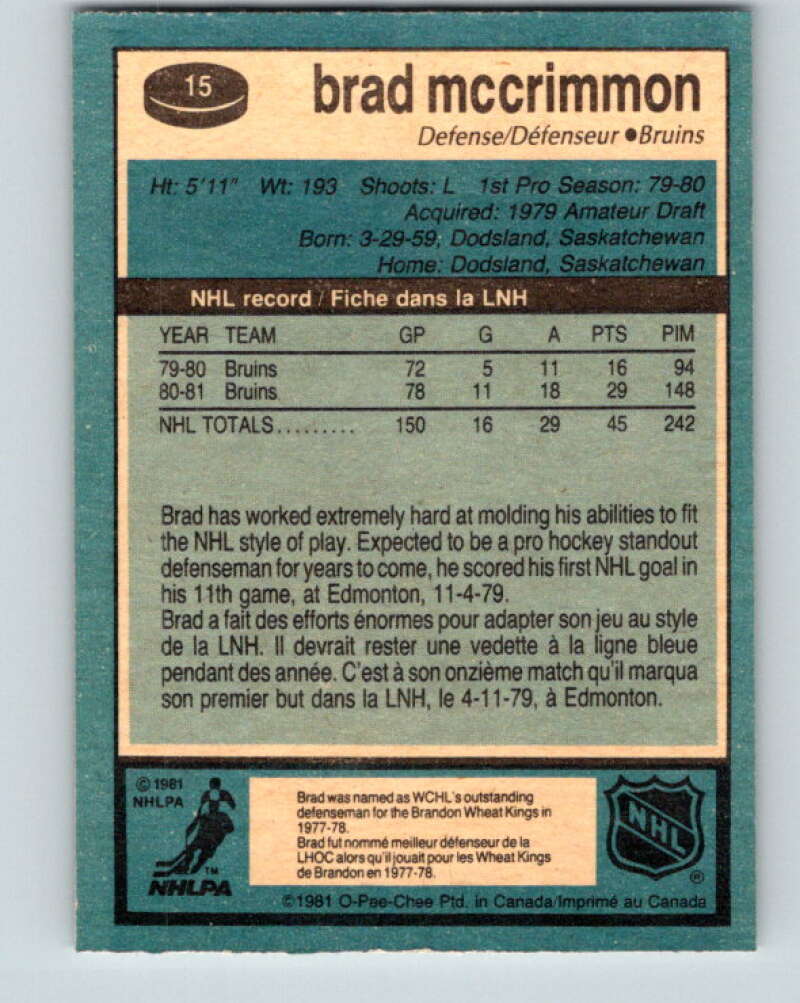 15
brad mccrimmon
Defense/Défenseur ●Bruins
Ht: 5'11" Wt: 193 Shoots: L 1st Pro Season: 79-80
Acquired: 1979 Amateur Draft
Born: 3-29-59, Dodsland, Saskatchewan
Home: Dodsland, Saskatchewan
NHL record / Fiche dans la LNH
YEAR TEAM GP G A PTS PIM
79-80 Bruins 72 5 11 16 94
80-81 Bruins 78 11 18 29 148
NHL TOTALS......... 150 16 29 45 242
Brad has worked extremely hard at molding his abilities to fit
the NHL style of play. Expected to be a pro hockey standout
defenseman for years to come, he scored his first NHL goal in
his 11th game, at Edmonton, 11-4-79.
Brad a fait des efforts énormes pour adapter son jeu au style
de la LNH. Il devrait rester une vedette à la ligne bleue
pendant des année. C'est à son onzième match qu'il marqua
son premier but dans la LNH, le 4-11-79, à Edmonton.
© 1981
NHLPA
TM
NHLPA
Brad was named as WCHL's outstanding
defenseman for the Brandon Wheat Kings in
1977-78.
Brad fut nommé meilleur défenseur de la
LHOC alors qu'il jouait pour les Wheat Kings
de Brandon en 1977-78.
NHL
®
©1981 O-Pee-Chee Ptd. in Canada/Imprimé au Canada